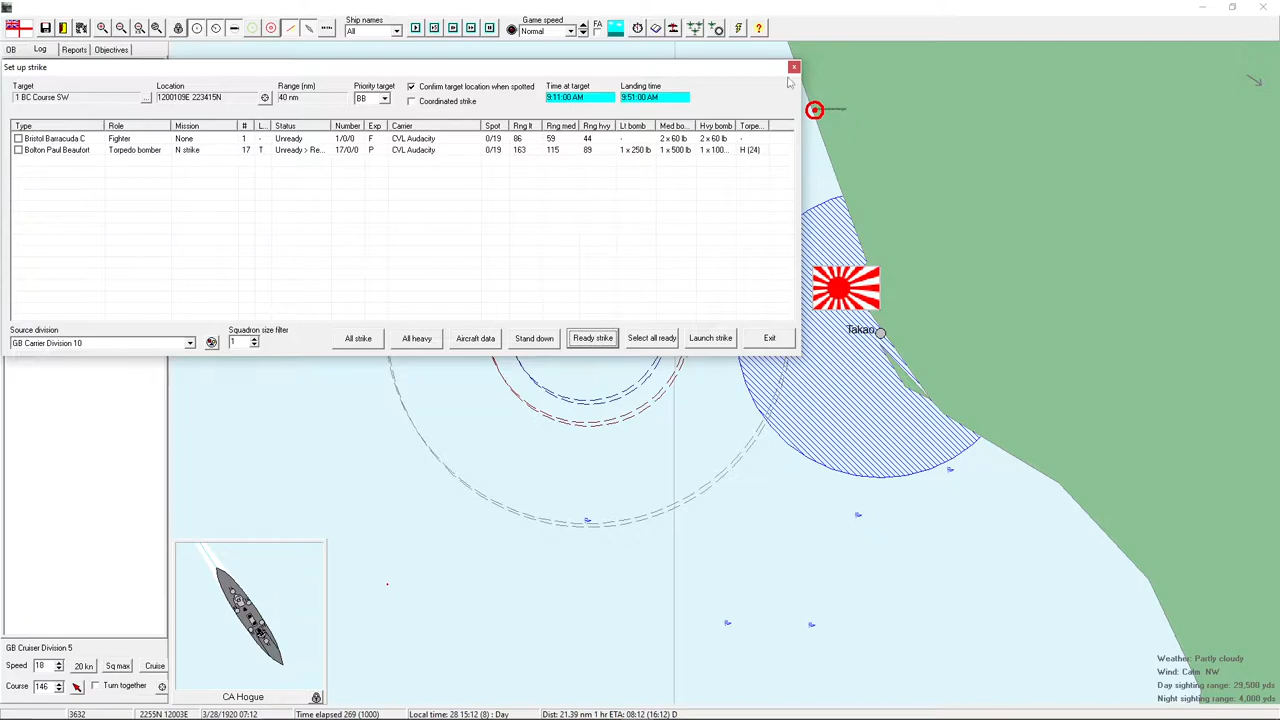 Ship names
All
Game speed
Normal
FA
OB Log Reports Objectives
Set up strike
Target Location Range (nm) Priority target Confirm target location when spotted Time at target Landing time
1 BC Course SW ... 1200109E 223415N 40 nm BB Coordinated strike 9:11:00 AM 9:51:00 AM
Type Role Mission # L... Status Number Exp Carrier Spot Rng lt Rng med Rng hvy Lt bomb Med bo... Hvy bomb Torpe...
Bristol Barracuda C Fighter None 1 - Unready 1/0/0 F CVL Audacity 0/19 86 59 44 - 2 x 60 lb 2 x 60 lb -
Bolton Paul Beaufort Torpedo bomber N strike 17 T Unready > Re... 17/0/0 P CVL Audacity 0/19 163 115 89 1 x 250 lb 1 x 500 lb 1 x 100... H (24)
Takao
Source division Squadron size filter
GB Carrier Division 10 1
All strike All heavy Aircraft data Stand down Ready strike Select all ready Launch strike Exit
GB Cruiser Division 5
Speed 18 20 kn Sq max Cruise
Course 146 Turn together
CA Hogue
Weather: Partly cloudy
Wind: Calm NW
Day sighting range: 29,500 yds
Night sighting range: 4,000 yds
3632 2255N 12003E 3/28/1920 07:12 Time elapsed 269 (1000) Local time: 28 15:12 (8) : Day Dist: 21.39 nm 1 hr ETA: 08:12 (16:12) D